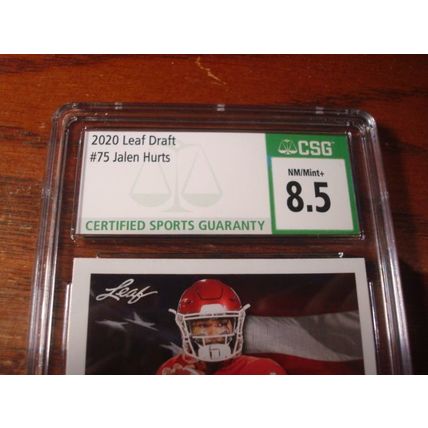 2020 Leaf Draft
#75 Jalen Hurts
CSG
NM/Mint+
8.5
CERTIFIED SPORTS GUARANTY
Leaf